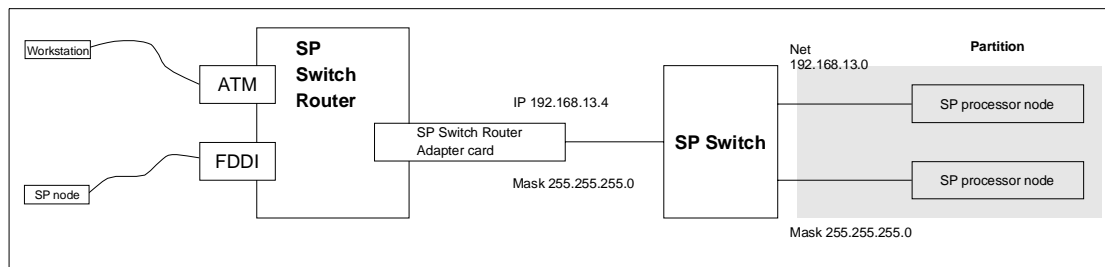 Workstation
SP
Switch
Router
ATM
FDDI
SP node
IP 192.168.13.4
SP Switch Router
Adapter card
Mask 255.255.255.0
SP Switch
Net
192.168.13.0
Partition
SP processor node
SP processor node
Mask 255.255.255.0